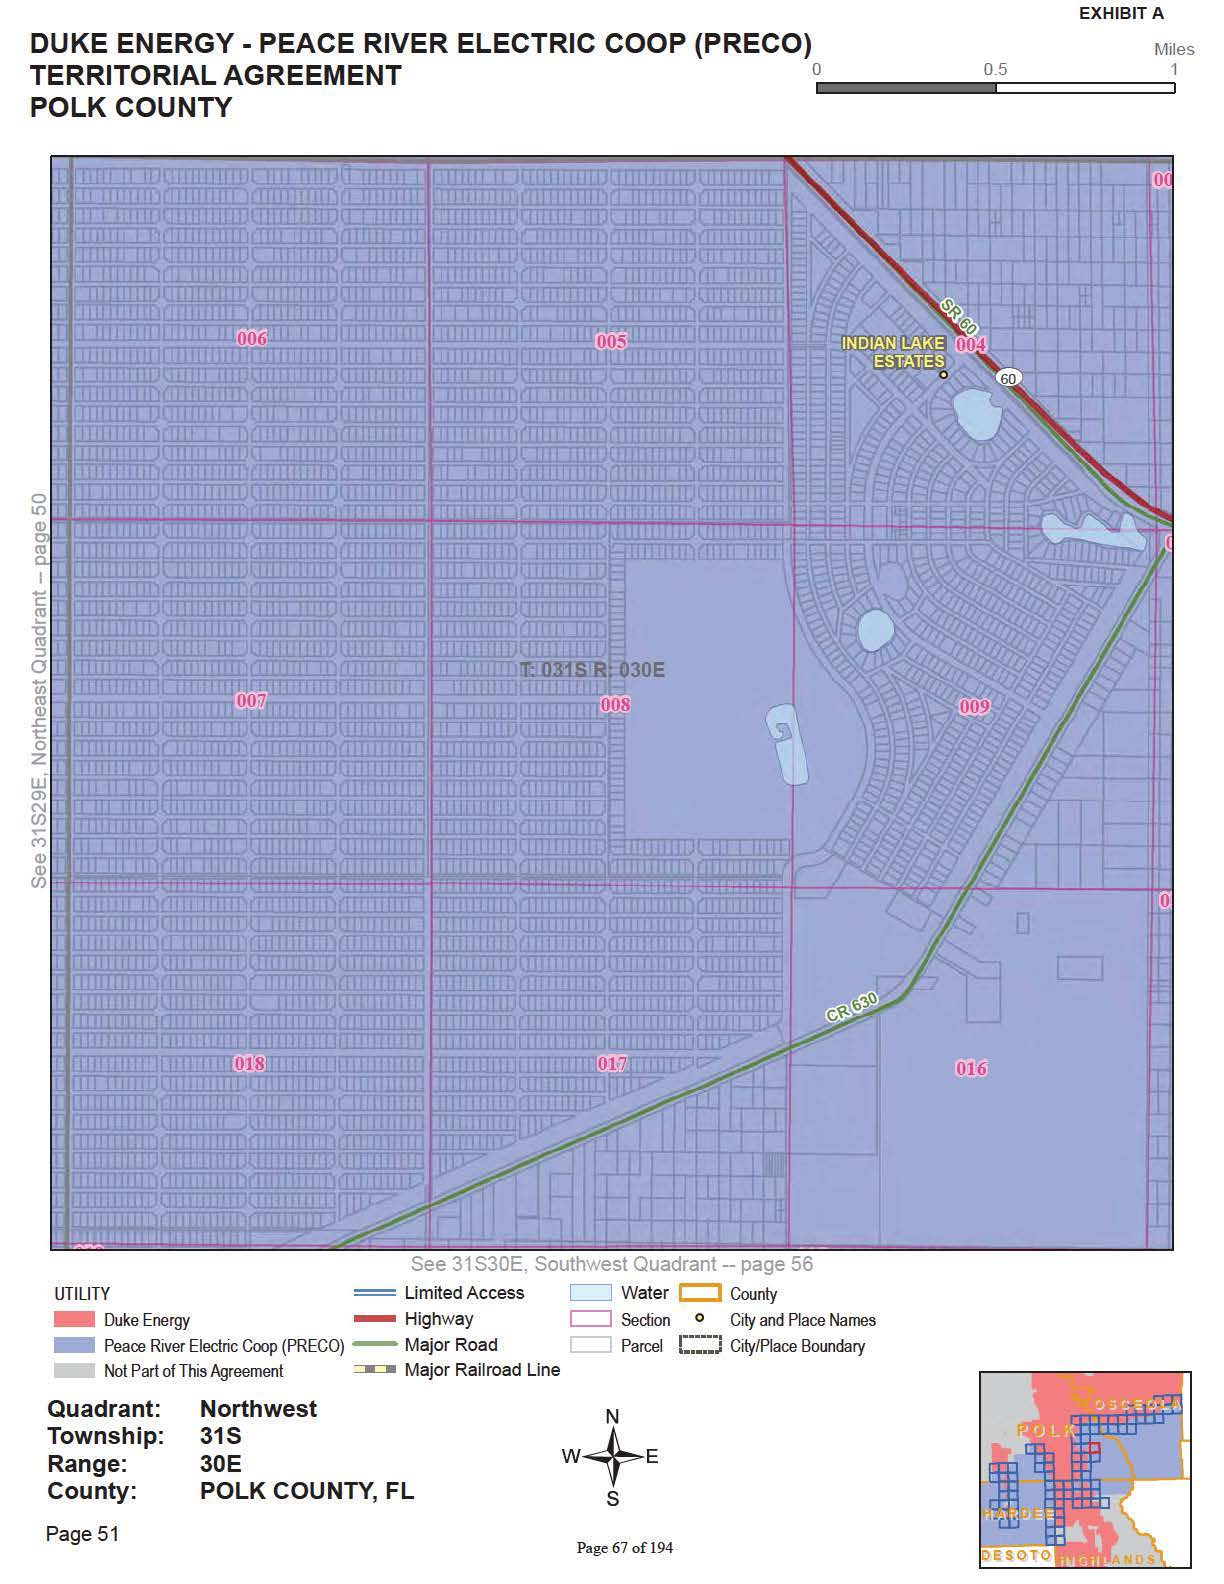 EXHIBIT A
DUKE ENERGY - PEACE RIVER ELECTRIC COOP (PRECO)
TERRITORIAL AGREEMENT
POLK COUNTY
Miles
0 0.5 1
00
006
005
SR 60
INDIAN LAKE
ESTATES
004
60
0
See 31S29E, Northeast Quadrant -- page 50
T: 031S R: 030E
007
008
009
0
CR 630
018
017
016
See 31S30E, Southwest Quadrant -- page 56
UTILITY
Duke Energy
Peace River Electric Coop (PRECO)
Not Part of This Agreement
Limited Access
Highway
Major Road
Major Railroad Line
Water
Section
Parcel
County
City and Place Names
City/Place Boundary
Quadrant: Northwest
Township: 31S
Range: 30E
County: POLK COUNTY, FL
N
W E
S
OSCEOLA
POLK
HARDEE
DESOTO
HIGHLANDS
Page 51
Page 67 of 194